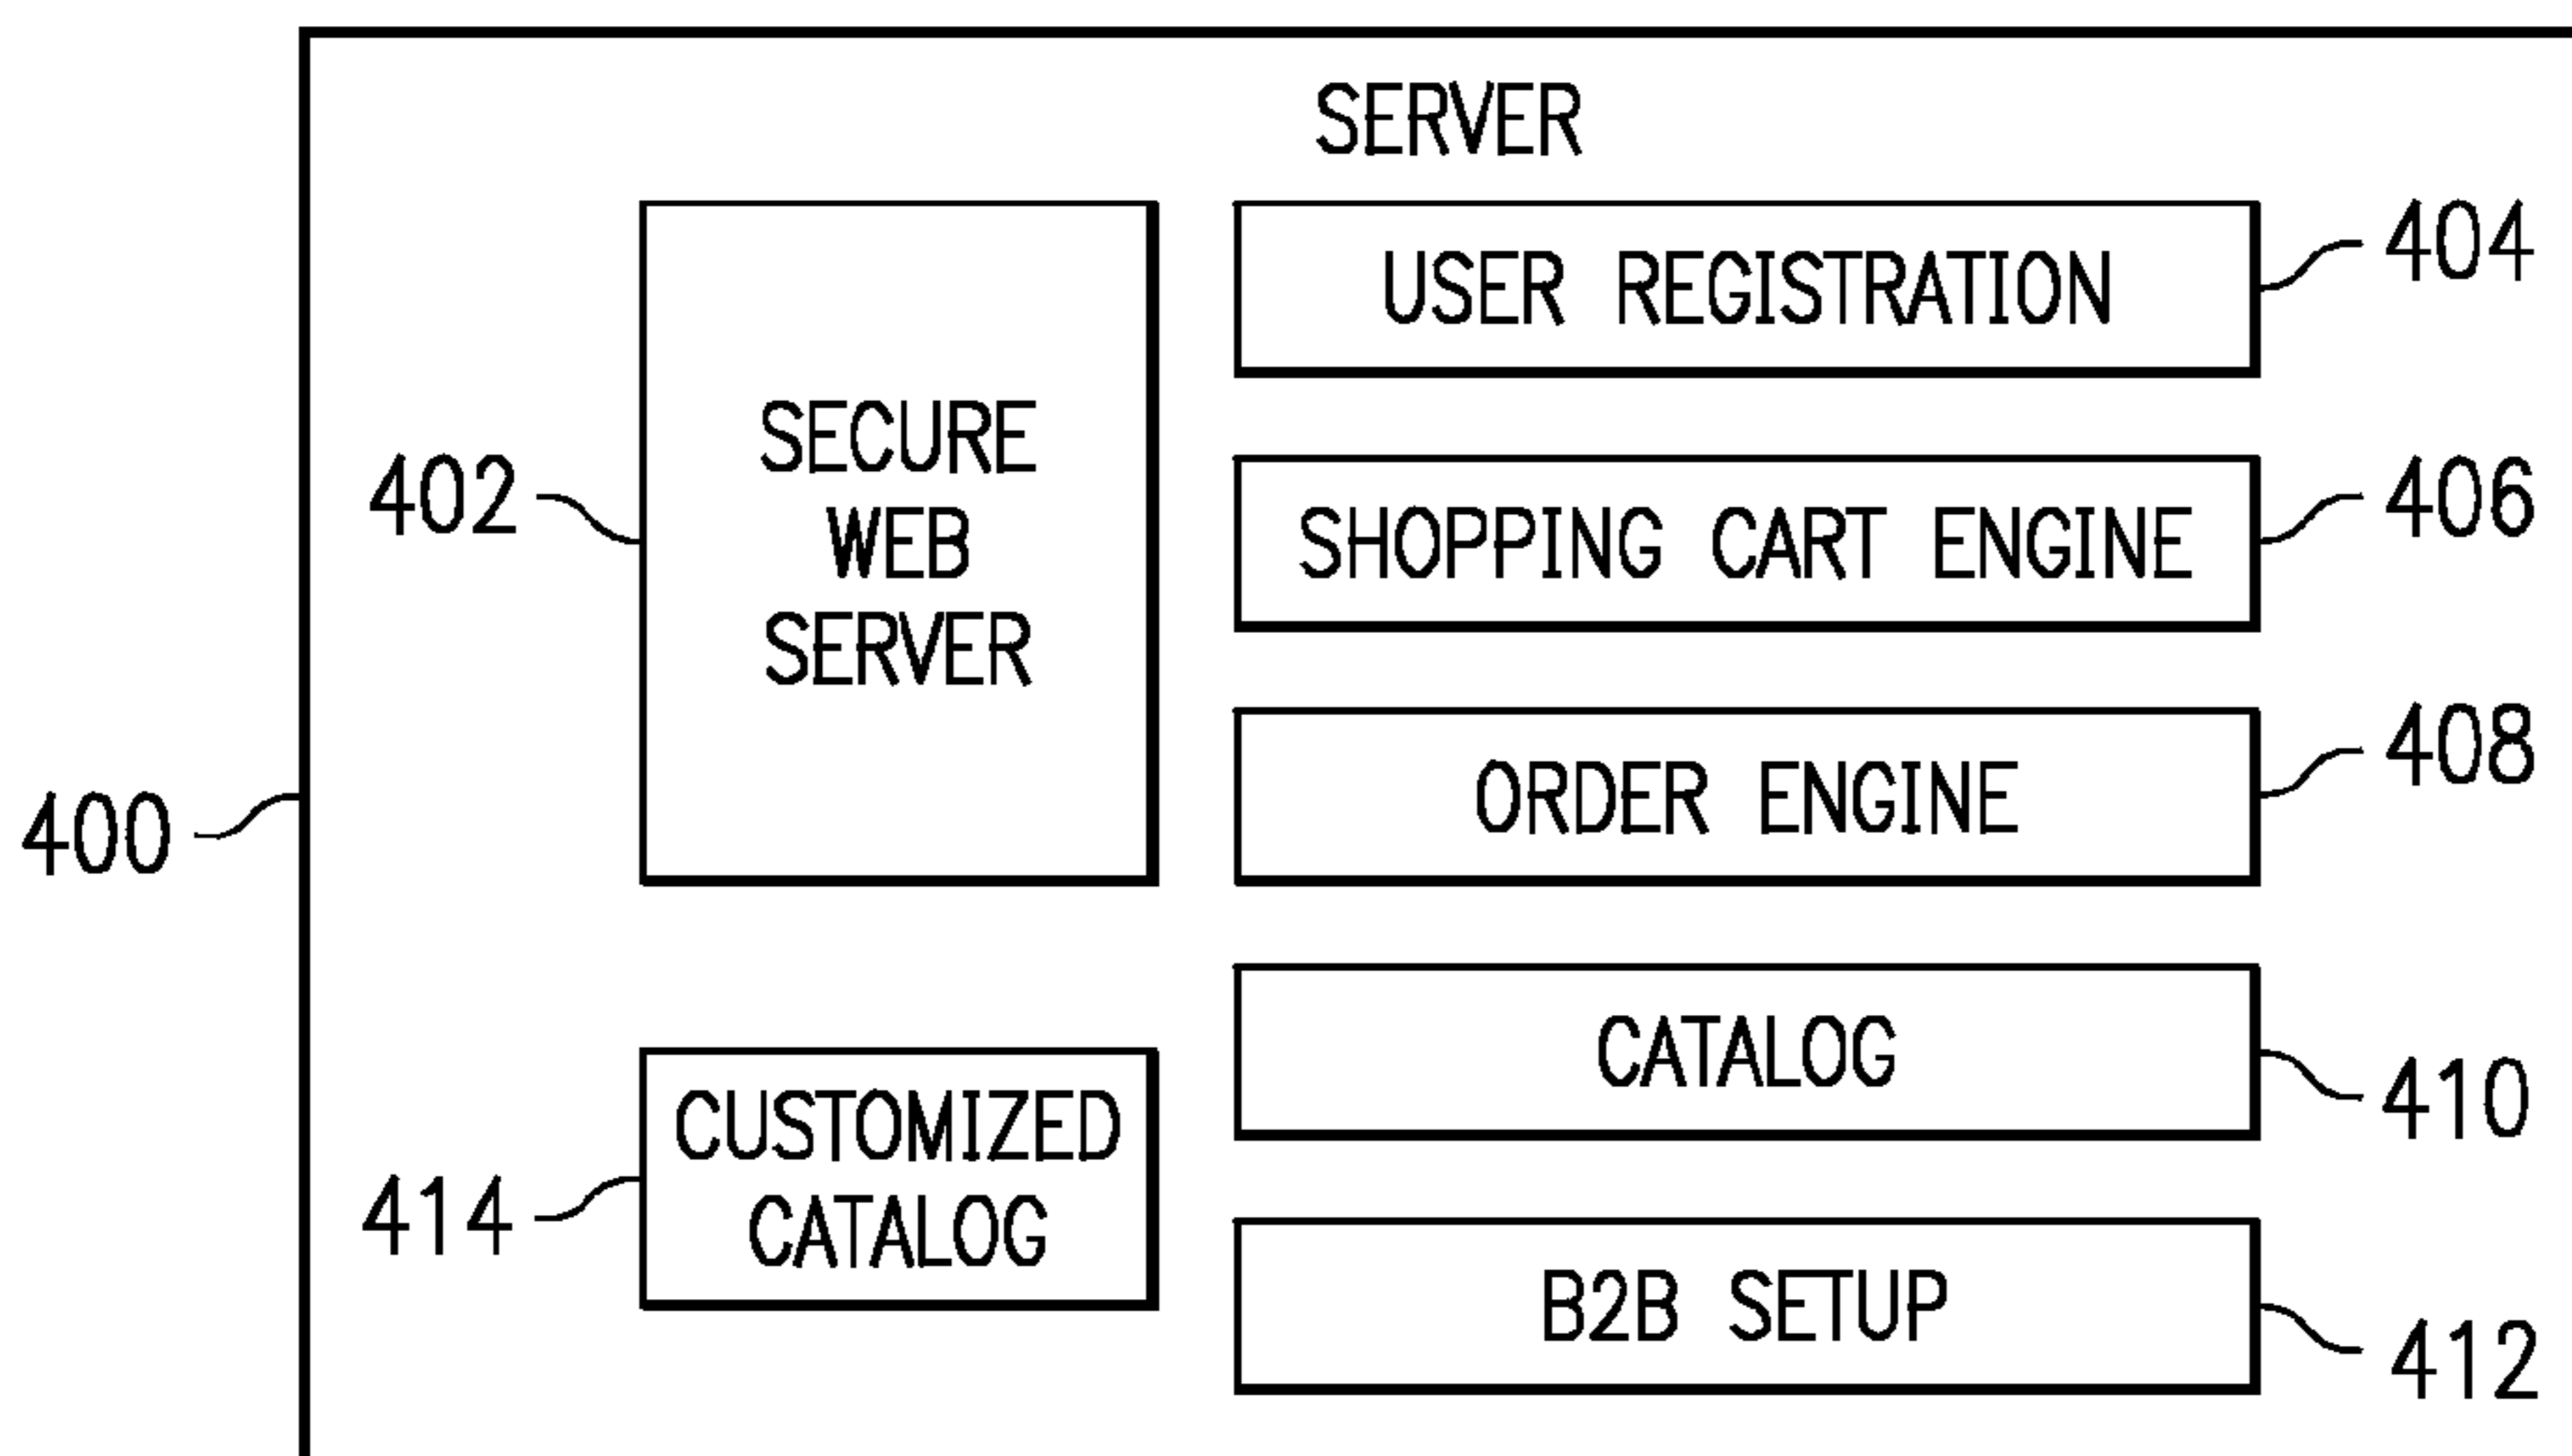 SERVER
USER REGISTRATION
404
402
SECURE
WEB
SERVER
SHOPPING CART ENGINE
406
400
ORDER ENGINE
408
CATALOG
410
414
CUSTOMIZED
CATALOG
B2B SETUP
412